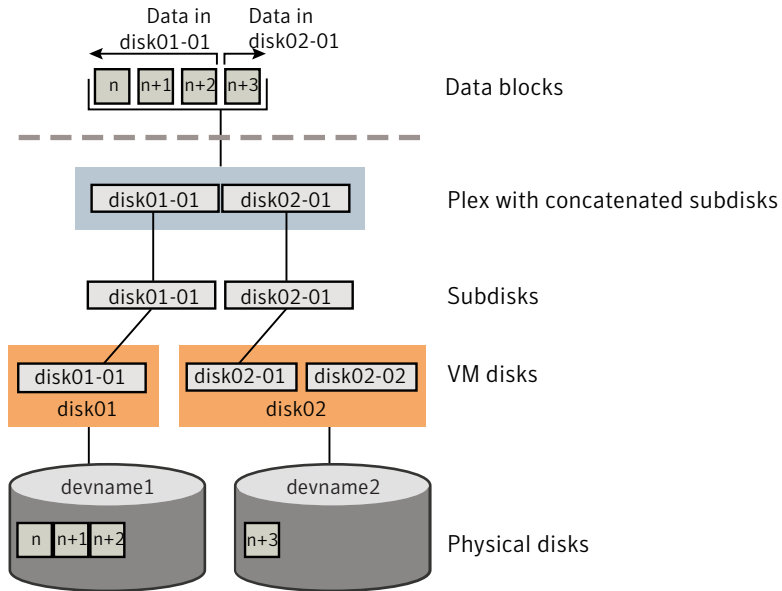 Data in
disk01-01
Data in
disk02-01
n
n+1
n+2
n+3
Data blocks
disk01-01
disk02-01
Plex with concatenated subdisks
disk01-01
disk02-01
Subdisks
disk01-01
disk02-01
disk02-02
VM disks
disk01
disk02
devname1
devname2
n
n+1
n+2
n+3
Physical disks